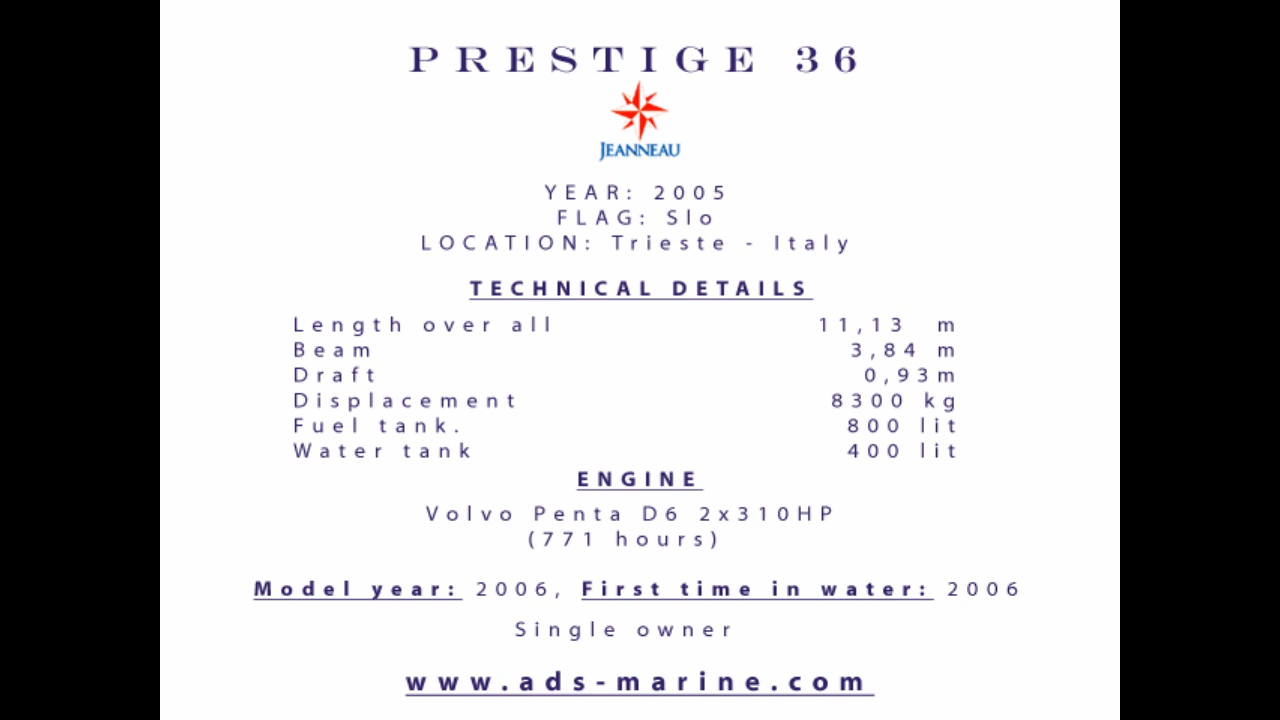 PRESTIGE 36
JEANNEAU
YEAR: 2005
FLAG: Slo
LOCATION: Trieste - Italy
TECHNICAL DETAILS
Length over all 11,13 m
Beam 3,84 m
Draft 0,93m
Displacement 8300 kg
Fuel tank. 800 lit
Water tank 400 lit
ENGINE
Volvo Penta D6 2x310HP
(771 hours)
Model year: 2006, First time in water: 2006
Single owner
www.ads-marine.com